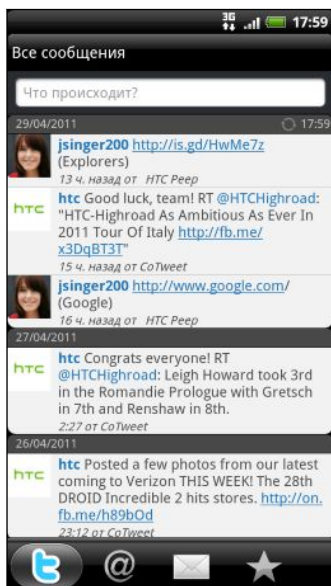 3G 17:59
Все сообщения
Что происходит?
29/04/2011 17:59
jsinger200 http://is.gd/HwMe7z
(Explorers)
13 ч. назад от HTC Peep
htc
htc Good luck, team! RT @HTCHighroad:
"HTC-Highroad As Ambitious As Ever In
2011 Tour Of Italy http://fb.me/
x3DqBT3T"
15 ч. назад от CoTweet
jsinger200 http://www.google.com/
(Google)
16 ч. назад от HTC Peep
27/04/2011
htc
htc Congrats everyone! RT
@HTCHighroad: Leigh Howard took 3rd
in the Romandie Prologue with Gretsch
in 7th and Renshaw in 8th.
2:27 от CoTweet
26/04/2011
htc
htc Posted a few photos from our latest
coming to Verizon THIS WEEK! The 28th
DROID Incredible 2 hits stores. http://on.
fb.me/h89bOd
23:12 от CoTweet
@